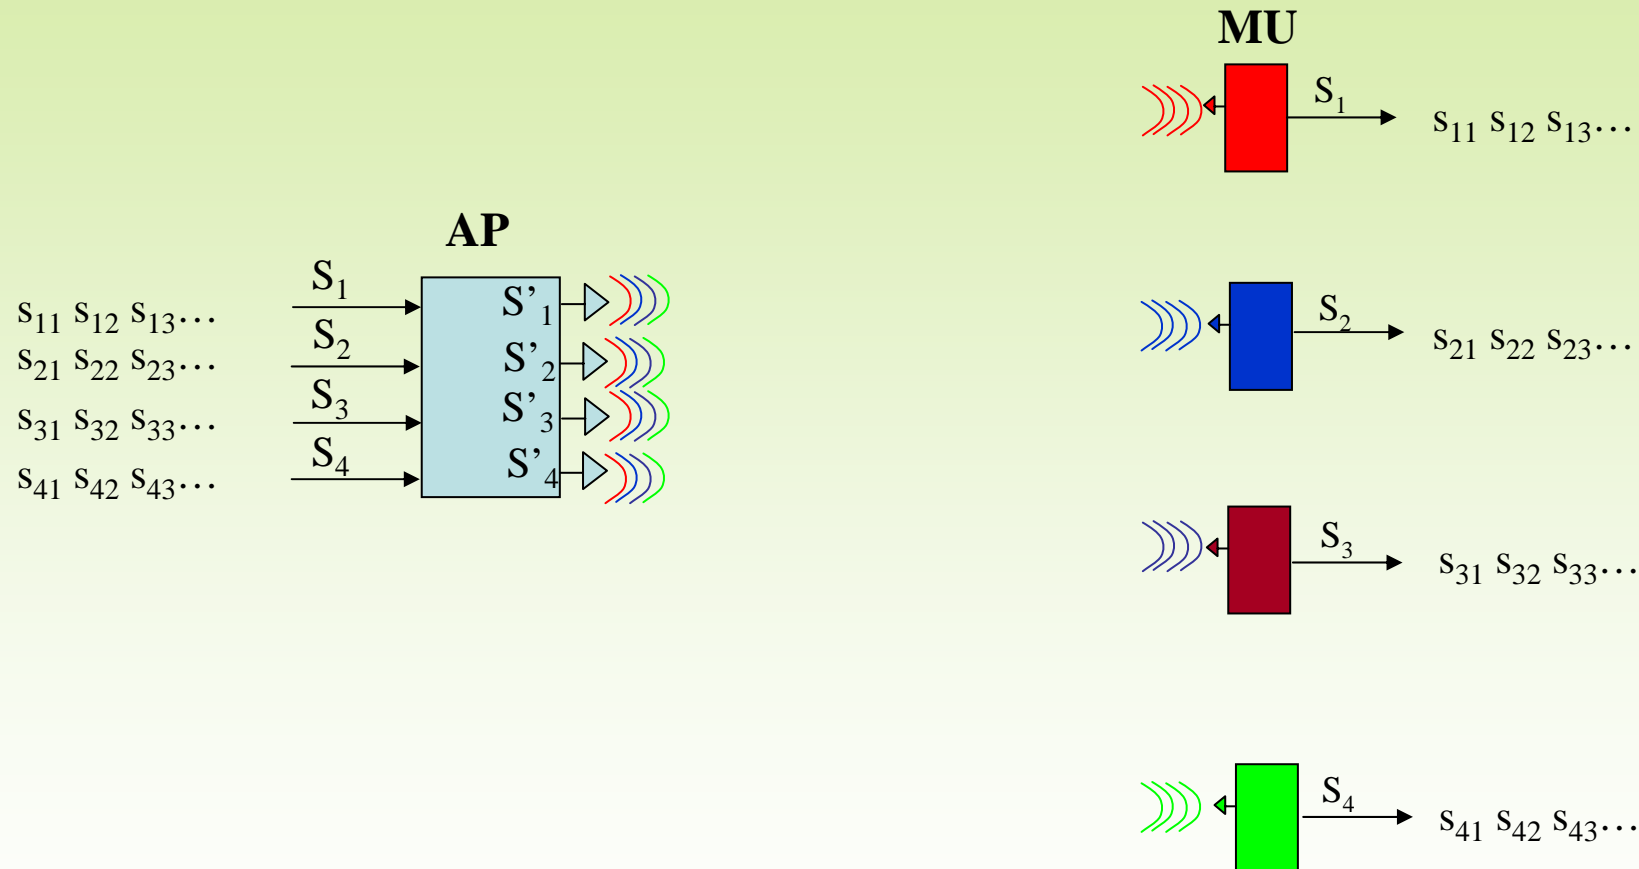 MU
S₁
s₁₁ s₁₂ s₁₃…
AP
S₁
S'₁
s₁₁ s₁₂ s₁₃…
S₂
s₂₁ s₂₂ s₂₃…
S'₂
S₂
s₂₁ s₂₂ s₂₃…
S₃
S'₃
s₃₁ s₃₂ s₃₃…
S₄
S'₄
s₄₁ s₄₂ s₄₃…
S₃
s₃₁ s₃₂ s₃₃…
S₄
s₄₁ s₄₂ s₄₃…